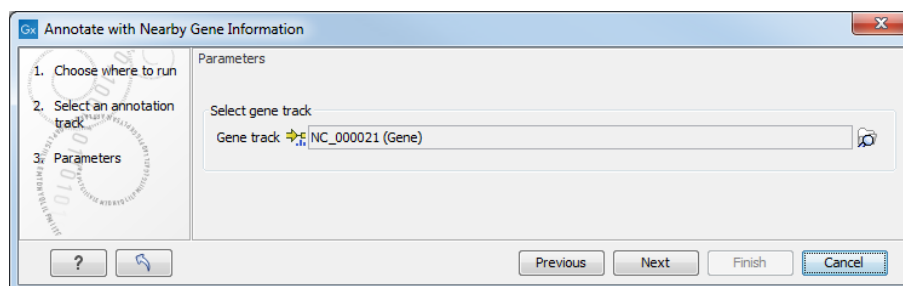 Gx Annotate with Nearby Gene Information
X
1. Choose where to run
2. Select an annotation
track
3. Parameters
Parameters
Select gene track
Gene track NC_000021 (Gene)
? Previous Next Finish Cancel